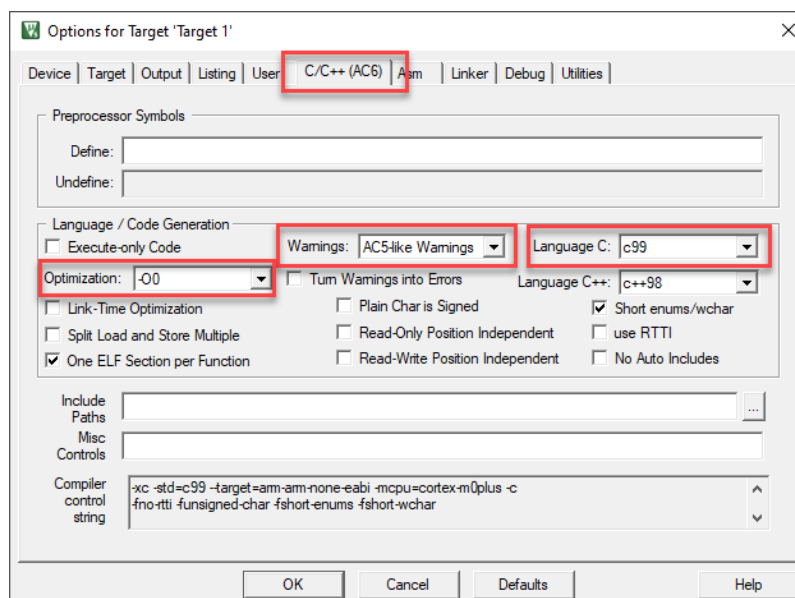 Options for Target 'Target 1'
Device Target Output Listing User C/C++ (AC6) Asm Linker Debug Utilities
Preprocessor Symbols
Define:
Undefine:
Language / Code Generation
Execute-only Code Warnings: AC5-like Warnings Language C: c99
Optimization: -O0 Turn Warnings into Errors Language C++: c++98
Link-Time Optimization Plain Char is Signed Short enums/wchar
Split Load and Store Multiple Read-Only Position Independent use RTTI
One ELF Section per Function Read-Write Position Independent No Auto Includes
Include
Paths ...
Misc
Controls
Compiler
control
string
-xc -std=c99 --target=arm-arm-none-eabi -mcpu=cortex-m0plus -c
-fno-rtti -funsigned-char -fshort-enums -fshort-wchar
OK Cancel Defaults Help